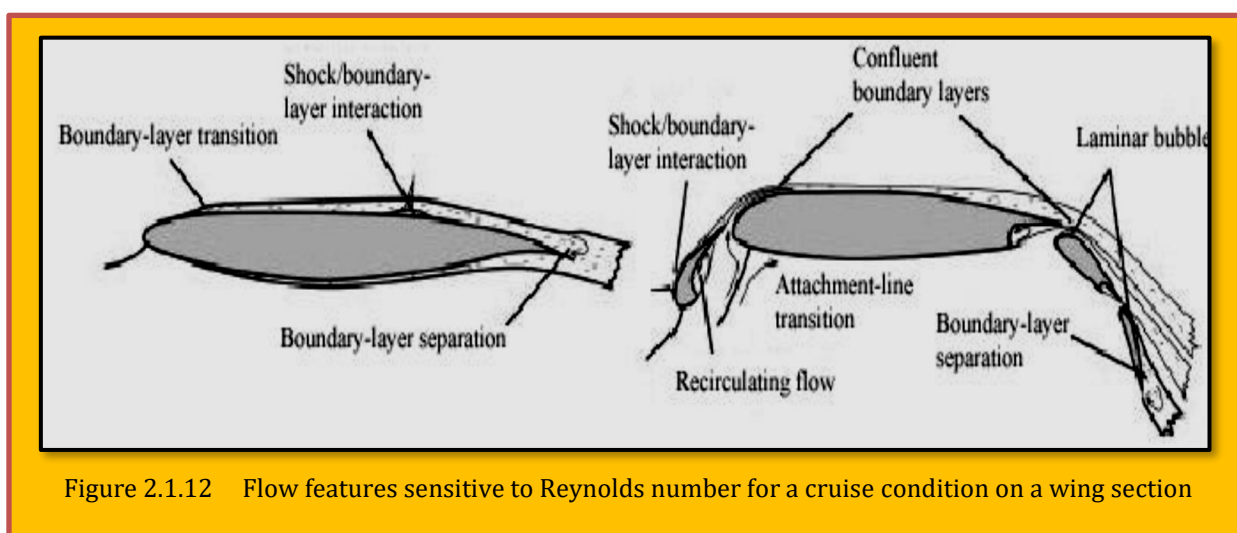 Shock/boundary-
layer interaction
Boundary-layer transition
Boundary-layer separation
Confluent
boundary layers
Shock/boundary-
layer interaction
Laminar bubble
Attachment-line
transition
Boundary-layer
separation
Recirculating flow
Figure 2.1.12 Flow features sensitive to Reynolds number for a cruise condition on a wing section